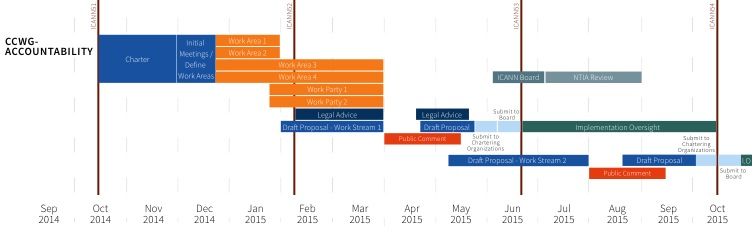 ICANN51
ICANN52
ICANN53
ICANN54
CCWG-
ACCOUNTABILITY
Charter
Initial
Meetings /
Define
Work Areas
Work Area 1
Work Area 2
Work Area 3
Work Area 4
Work Party 1
Work Party 2
Legal Advice
Draft Proposal - Work Stream 1
Public Comment
Legal Advice
Draft Proposal
Submit to
Board
Submit to
Chartering
Organizations
ICANN Board
NTIA Review
Implementation Oversight
Draft Proposal - Work Stream 2
Public Comment
Draft Proposal
Submit to
Chartering
Organizations
Submit to
Board
I.O
Sep
2014
Oct
2014
Nov
2014
Dec
2014
Jan
2015
Feb
2015
Mar
2015
Apr
2015
May
2015
Jun
2015
Jul
2015
Aug
2015
Sep
2015
Oct
2015